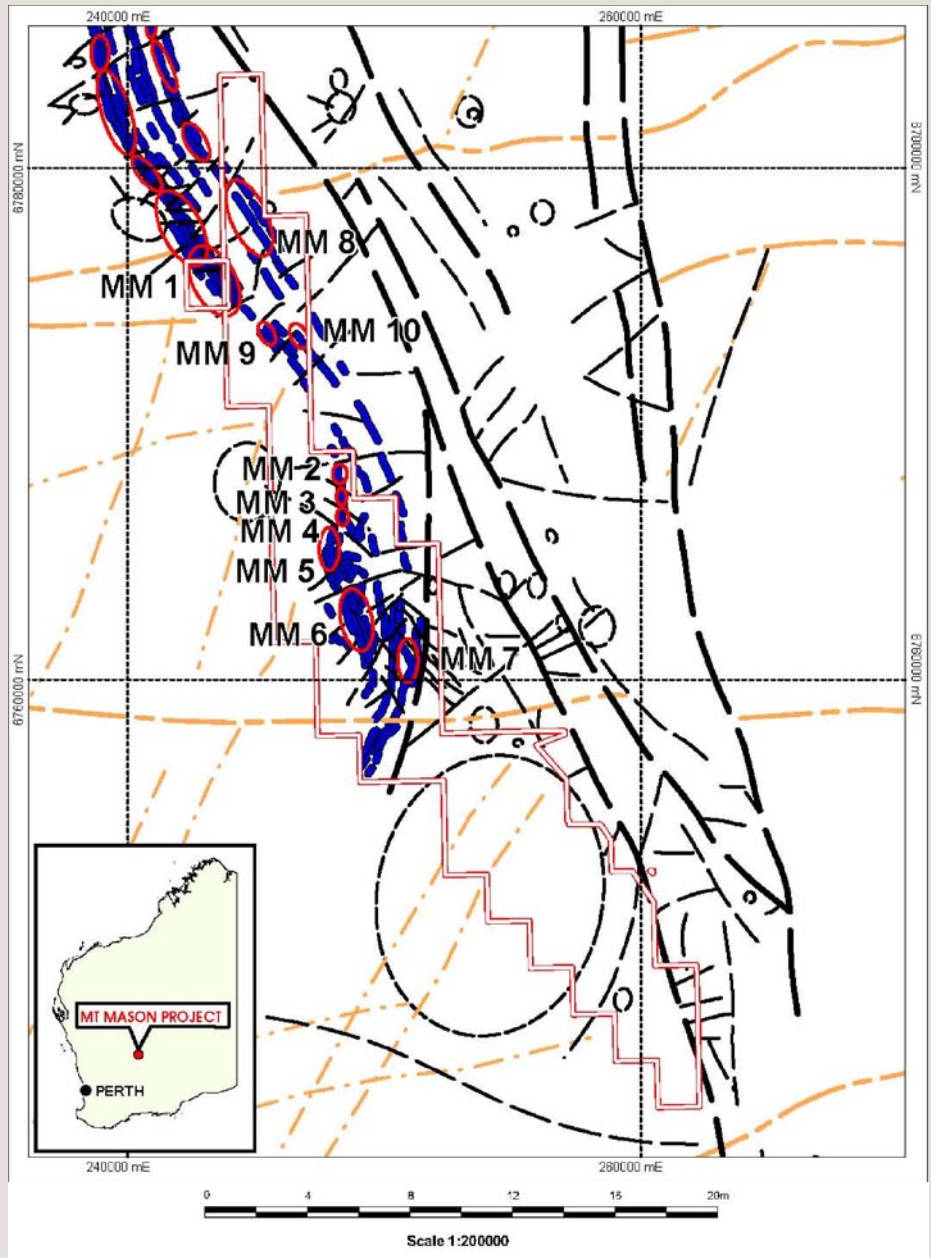 240000 mE
260000 mE
6780000 mN
6780000 mN
MM 8
MM 1
MM 10
MM 9
MM 2
MM 3
MM 4
MM 5
MM 6
MM 7
6760000 mN
6760000 mN
MT MASON PROJECT
PERTH
240000 mE
260000 mE
0 4 8 12 16 20m
Scale 1:200000